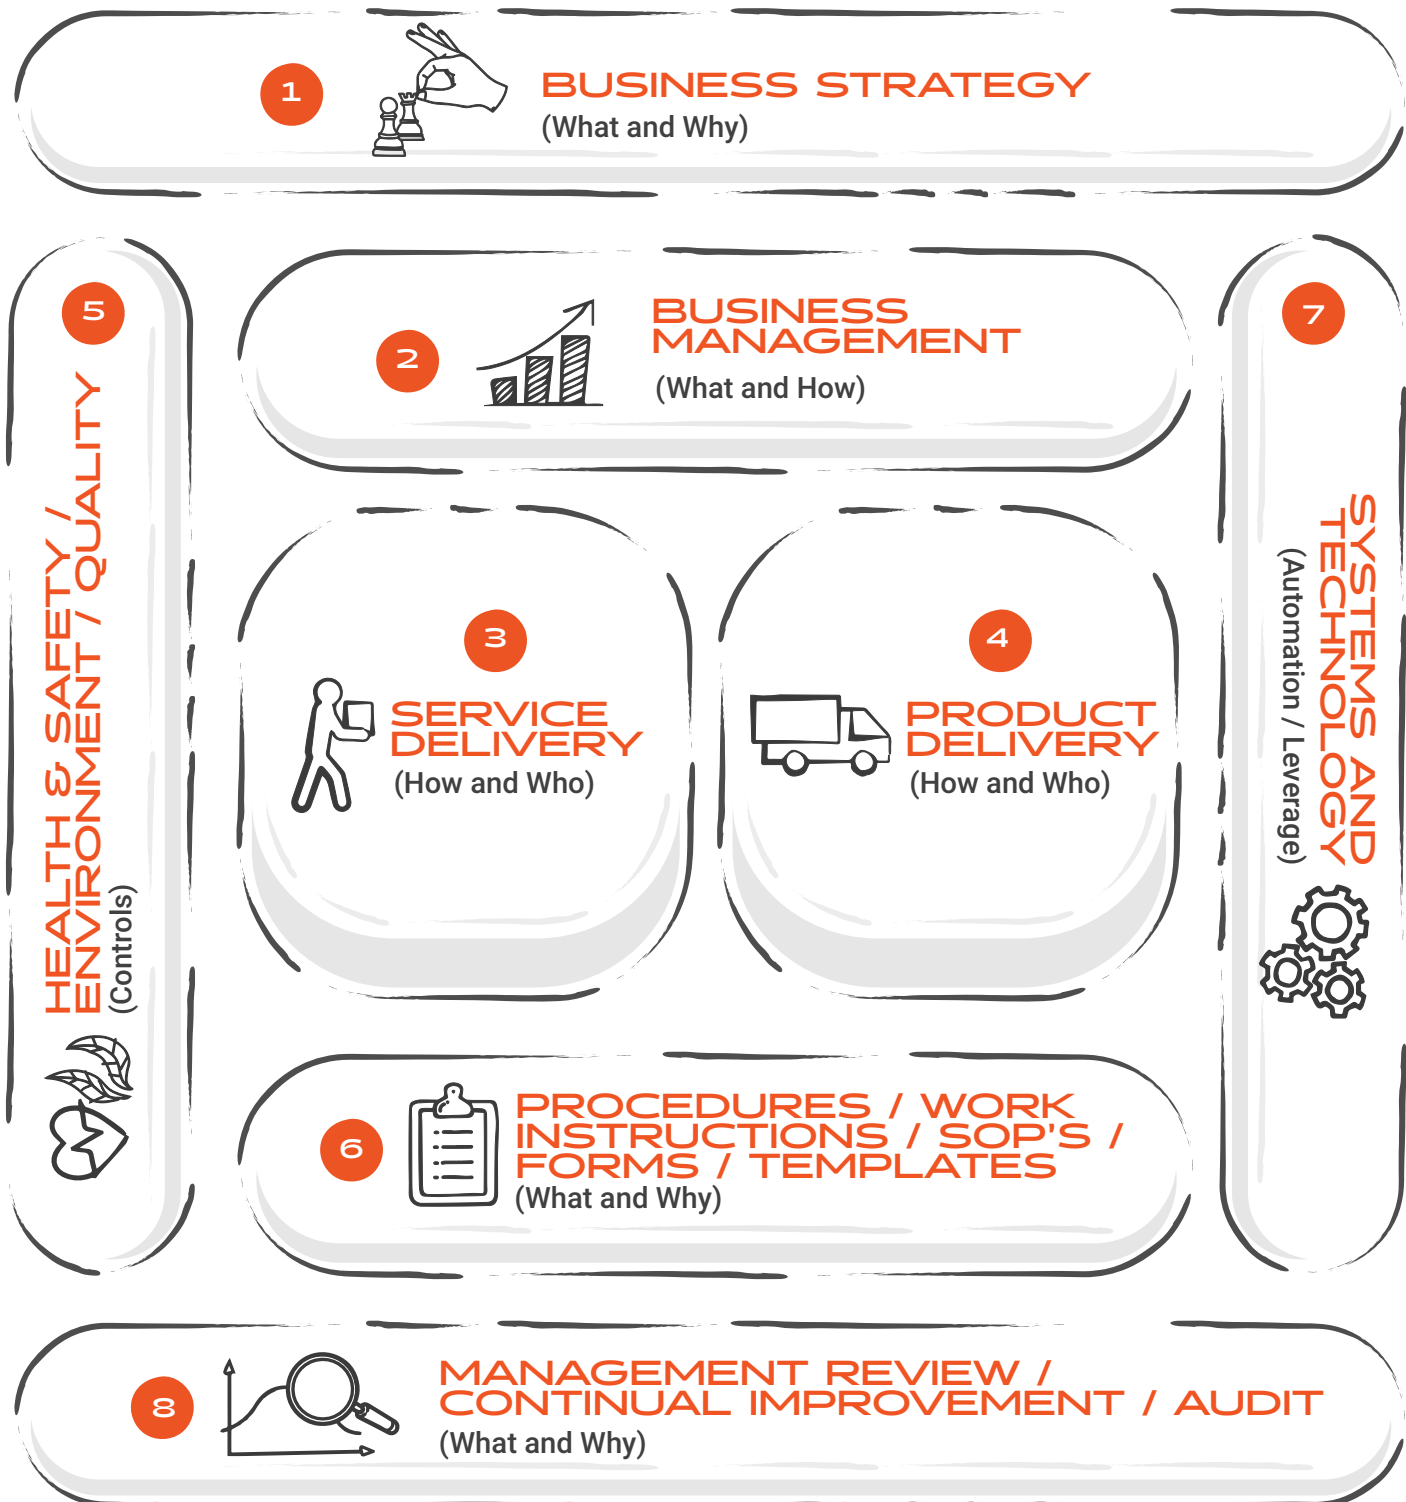 1
BUSINESS STRATEGY
(What and Why)
2
BUSINESS
MANAGEMENT
(What and How)
3
SERVICE
DELIVERY
(How and Who)
4
PRODUCT
DELIVERY
(How and Who)
5
HEALTH & SAFETY /
ENVIRONMENT / QUALITY
(Controls)
6
PROCEDURES / WORK
INSTRUCTIONS / SOP'S /
FORMS / TEMPLATES
(What and Why)
7
SYSTEMS AND
TECHNOLOGY
(Automation / Leverage)
8
MANAGEMENT REVIEW /
CONTINUAL IMPROVEMENT / AUDIT
(What and Why)